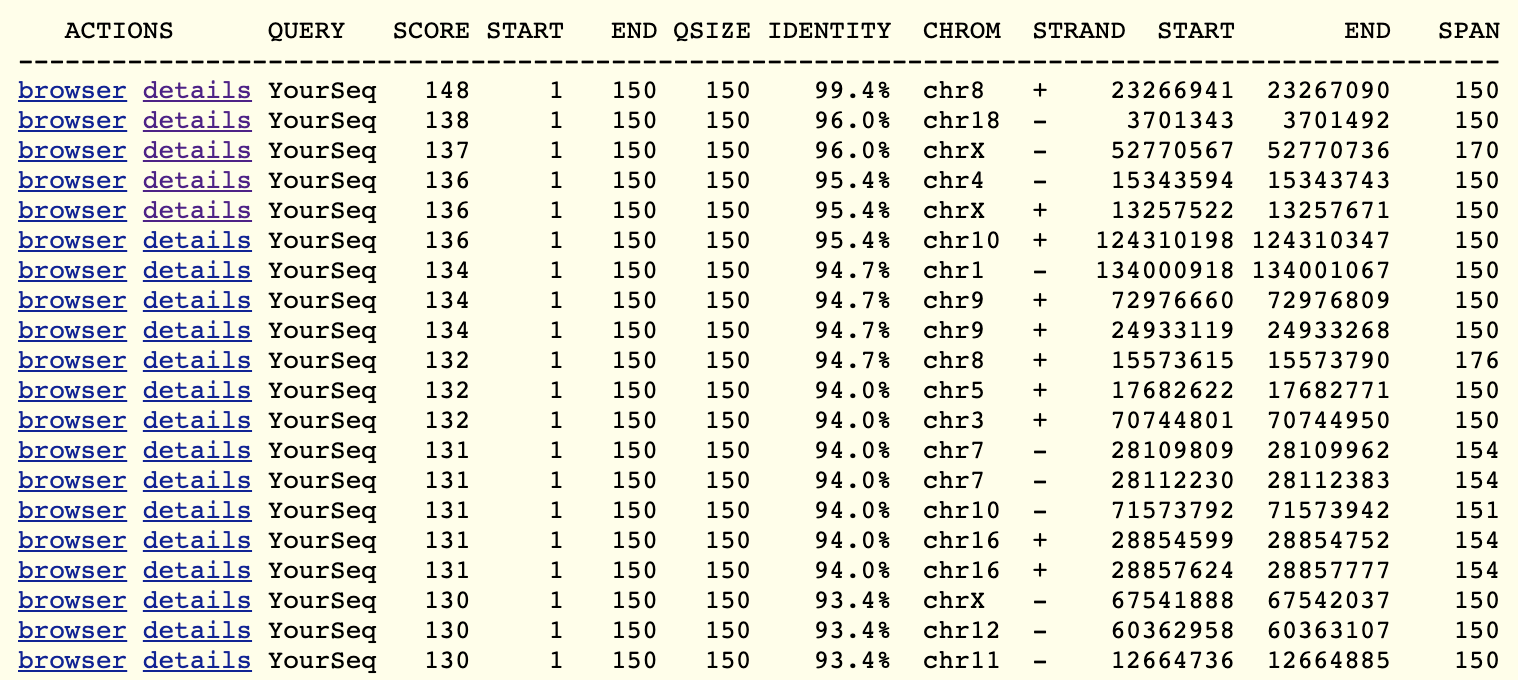 ACTIONS QUERY SCORE START END QSIZE IDENTITY CHROM STRAND START END SPAN
-----------------------------------------------------------------------------------------------
browser details YourSeq 148 1 150 150 99.4% chr8 + 23266941 23267090 150
browser details YourSeq 138 1 150 150 96.0% chr18 - 3701343 3701492 150
browser details YourSeq 137 1 150 150 96.0% chrX - 52770567 52770736 170
browser details YourSeq 136 1 150 150 95.4% chr4 - 15343594 15343743 150
browser details YourSeq 136 1 150 150 95.4% chrX + 13257522 13257671 150
browser details YourSeq 136 1 150 150 95.4% chr10 + 124310198 124310347 150
browser details YourSeq 134 1 150 150 94.7% chr1 - 134000918 134001067 150
browser details YourSeq 134 1 150 150 94.7% chr9 + 72976660 72976809 150
browser details YourSeq 134 1 150 150 94.7% chr9 + 24933119 24933268 150
browser details YourSeq 132 1 150 150 94.7% chr8 + 15573615 15573790 176
browser details YourSeq 132 1 150 150 94.0% chr5 + 17682622 17682771 150
browser details YourSeq 132 1 150 150 94.0% chr3 + 70744801 70744950 150
browser details YourSeq 131 1 150 150 94.0% chr7 - 28109809 28109962 154
browser details YourSeq 131 1 150 150 94.0% chr7 - 28112230 28112383 154
browser details YourSeq 131 1 150 150 94.0% chr10 - 71573792 71573942 151
browser details YourSeq 131 1 150 150 94.0% chr16 + 28854599 28854752 154
browser details YourSeq 131 1 150 150 94.0% chr16 + 28857624 28857777 154
browser details YourSeq 130 1 150 150 93.4% chrX - 67541888 67542037 150
browser details YourSeq 130 1 150 150 93.4% chr12 - 60362958 60363107 150
browser details YourSeq 130 1 150 150 93.4% chr11 - 12664736 12664885 150